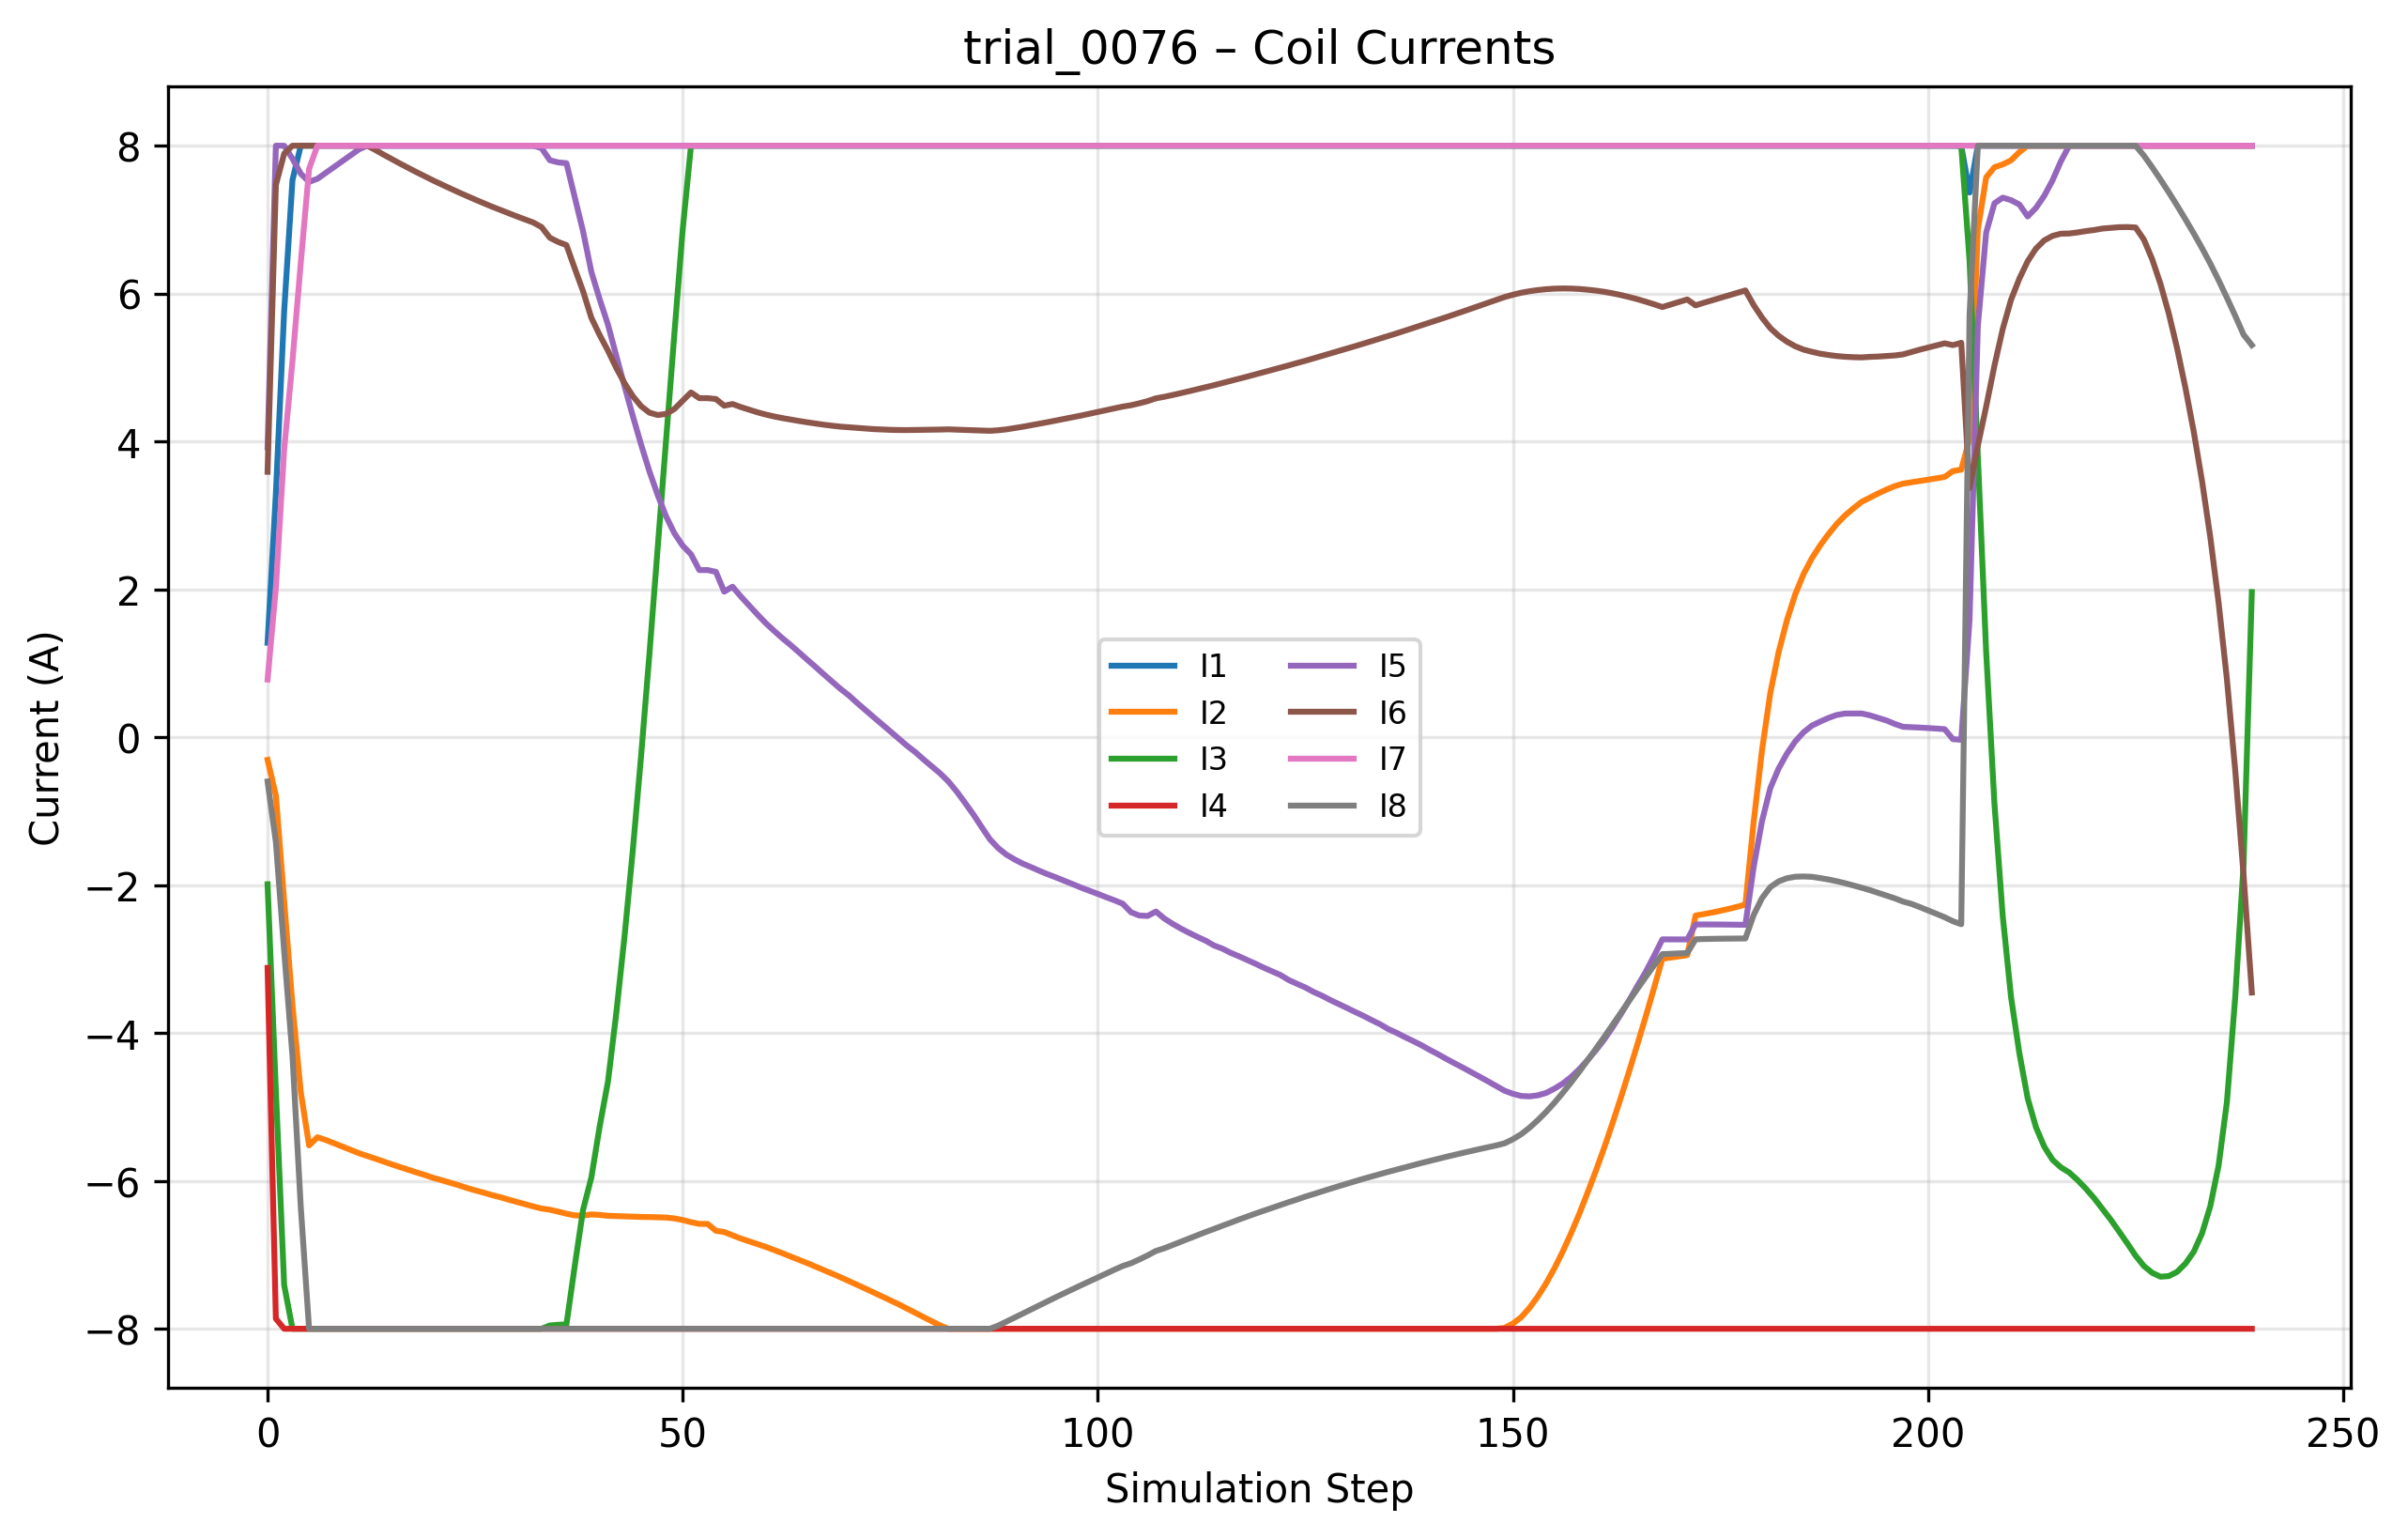 trial_0076 – Coil Currents
Current (A)
8
6
4
2
0
−2
−4
−6
−8
I1
I2
I3
I4
I5
I6
I7
I8
0
50
100
150
200
250
Simulation Step